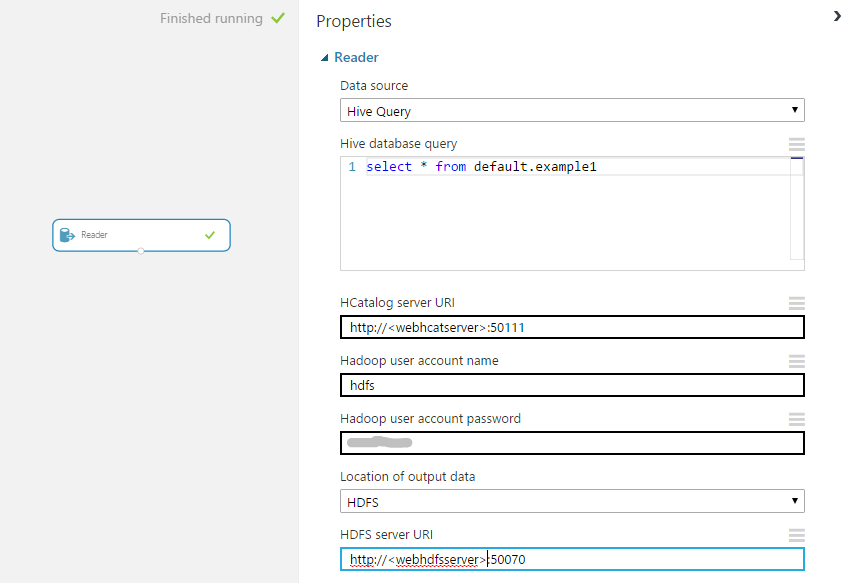 Finished running
Properties
Reader
Data source
Hive Query
Hive database query
1 select * from default.example1
Reader
HCatalog server URI
http://<webhcatserver>:50111
Hadoop user account name
hdfs
Hadoop user account password
Location of output data
HDFS
HDFS server URI
http://<webhdfsserver>:50070